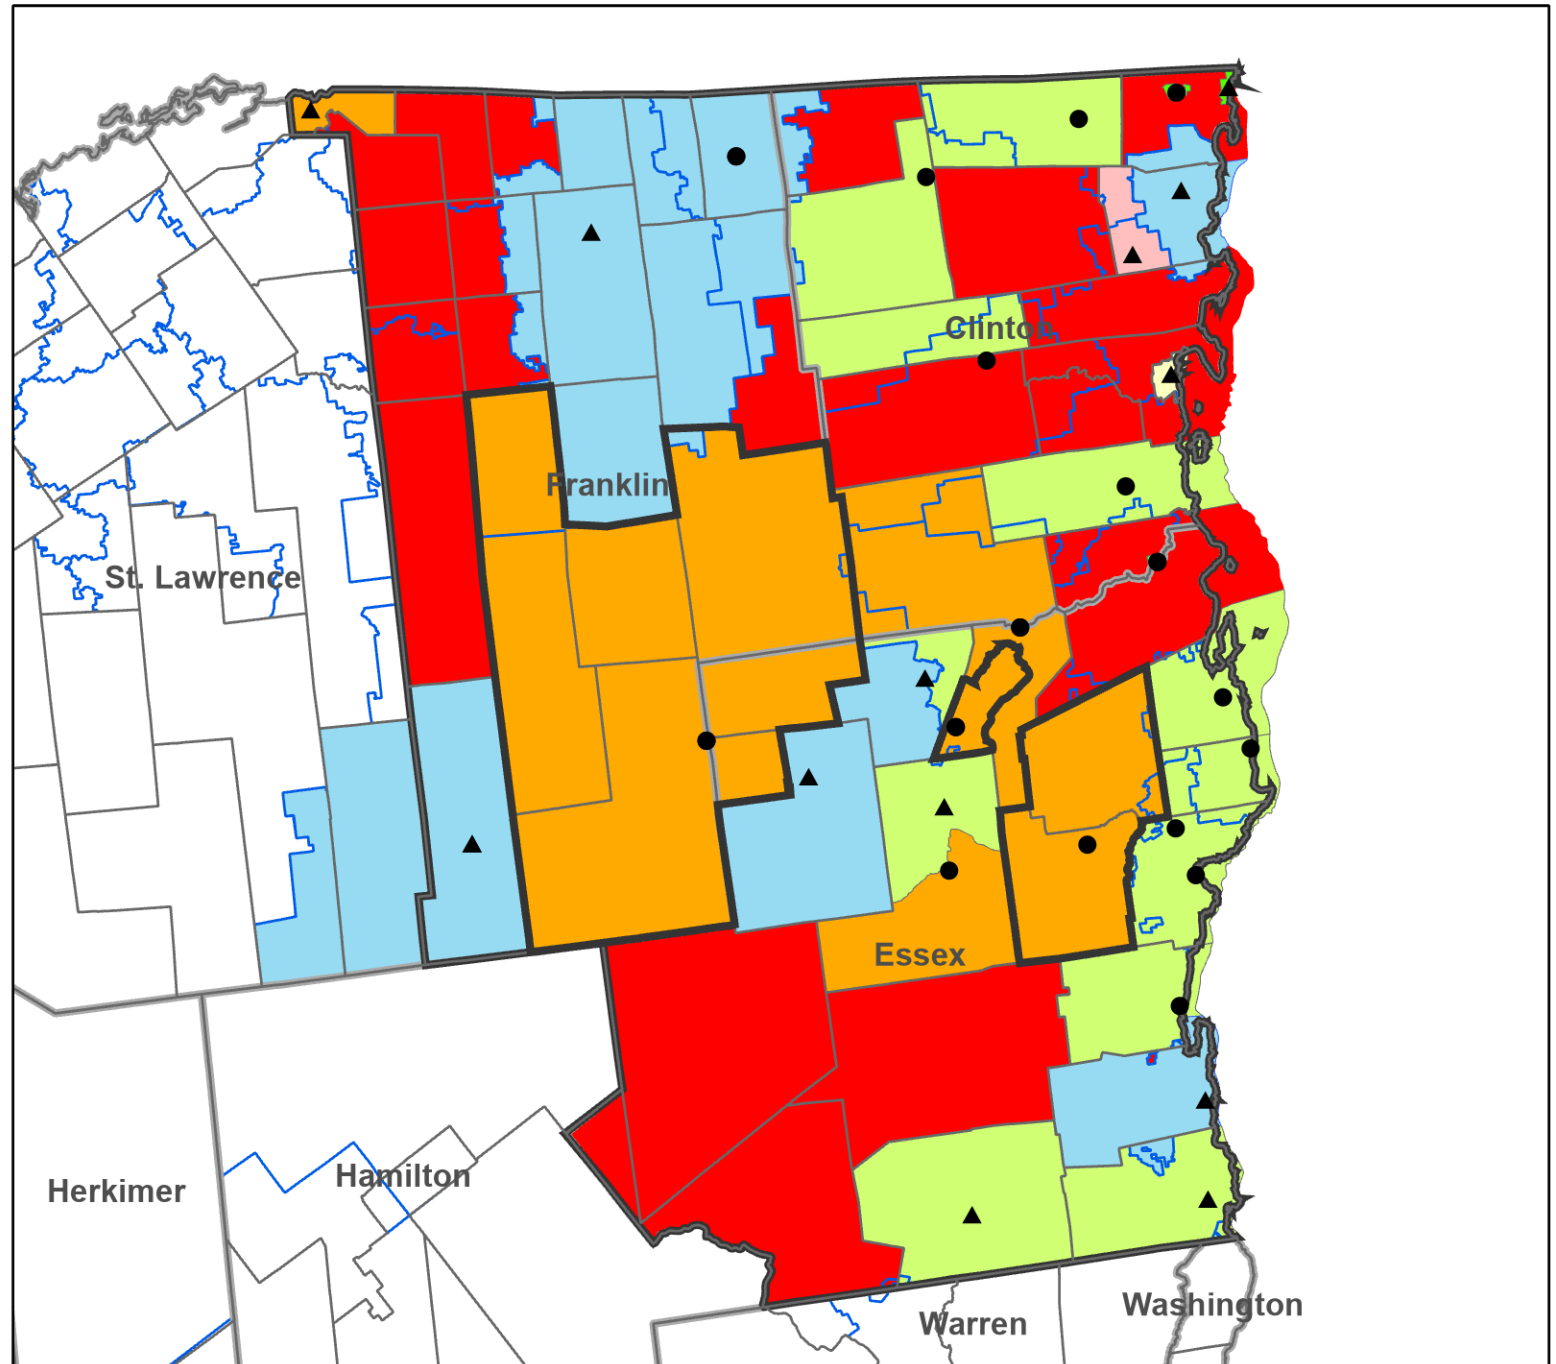 Clinton
Franklin
St. Lawrence
Essex
Hamilton
Herkimer
Washington
Warren